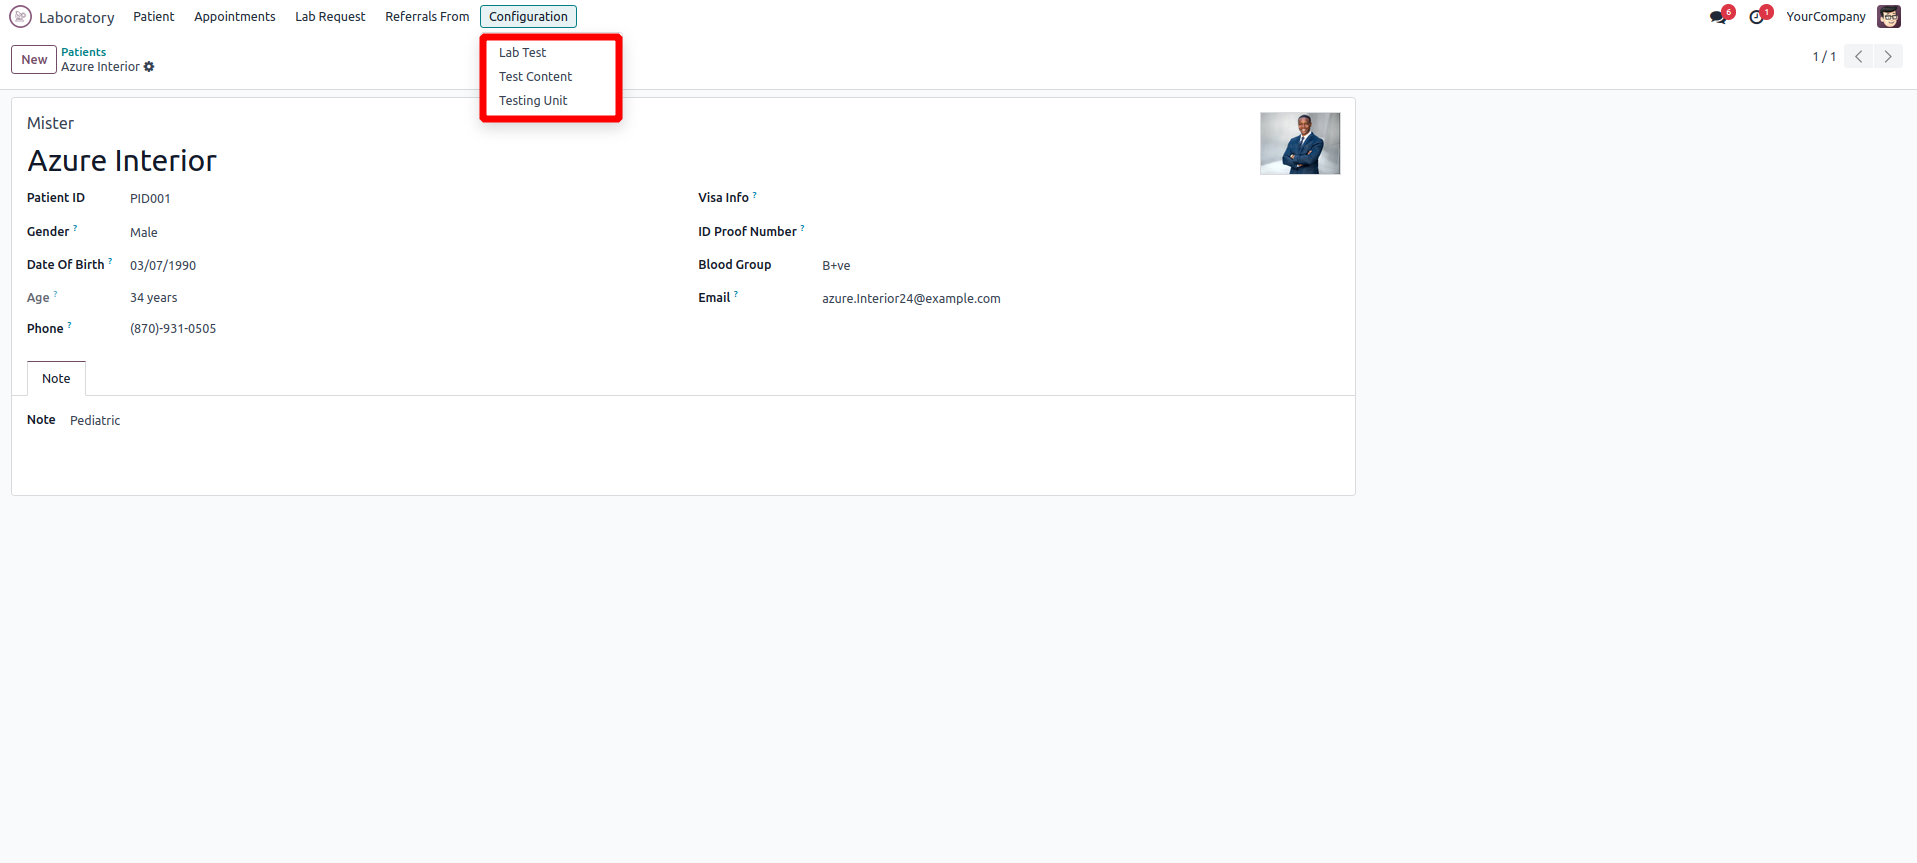 Laboratory Patient Appointments Lab Request Referrals From Configuration 6 1 YourCompany
New Patients 1 / 1
Azure Interior
Lab Test
Test Content
Testing Unit
Mister
Azure Interior
Patient ID PID001
Gender ? Male
Date Of Birth ? 03/07/1990
Age ? 34 years
Phone ? (870)-931-0505
Visa Info ?
ID Proof Number ?
Blood Group B+ve
Email ? azure.Interior24@example.com
Note
Note Pediatric